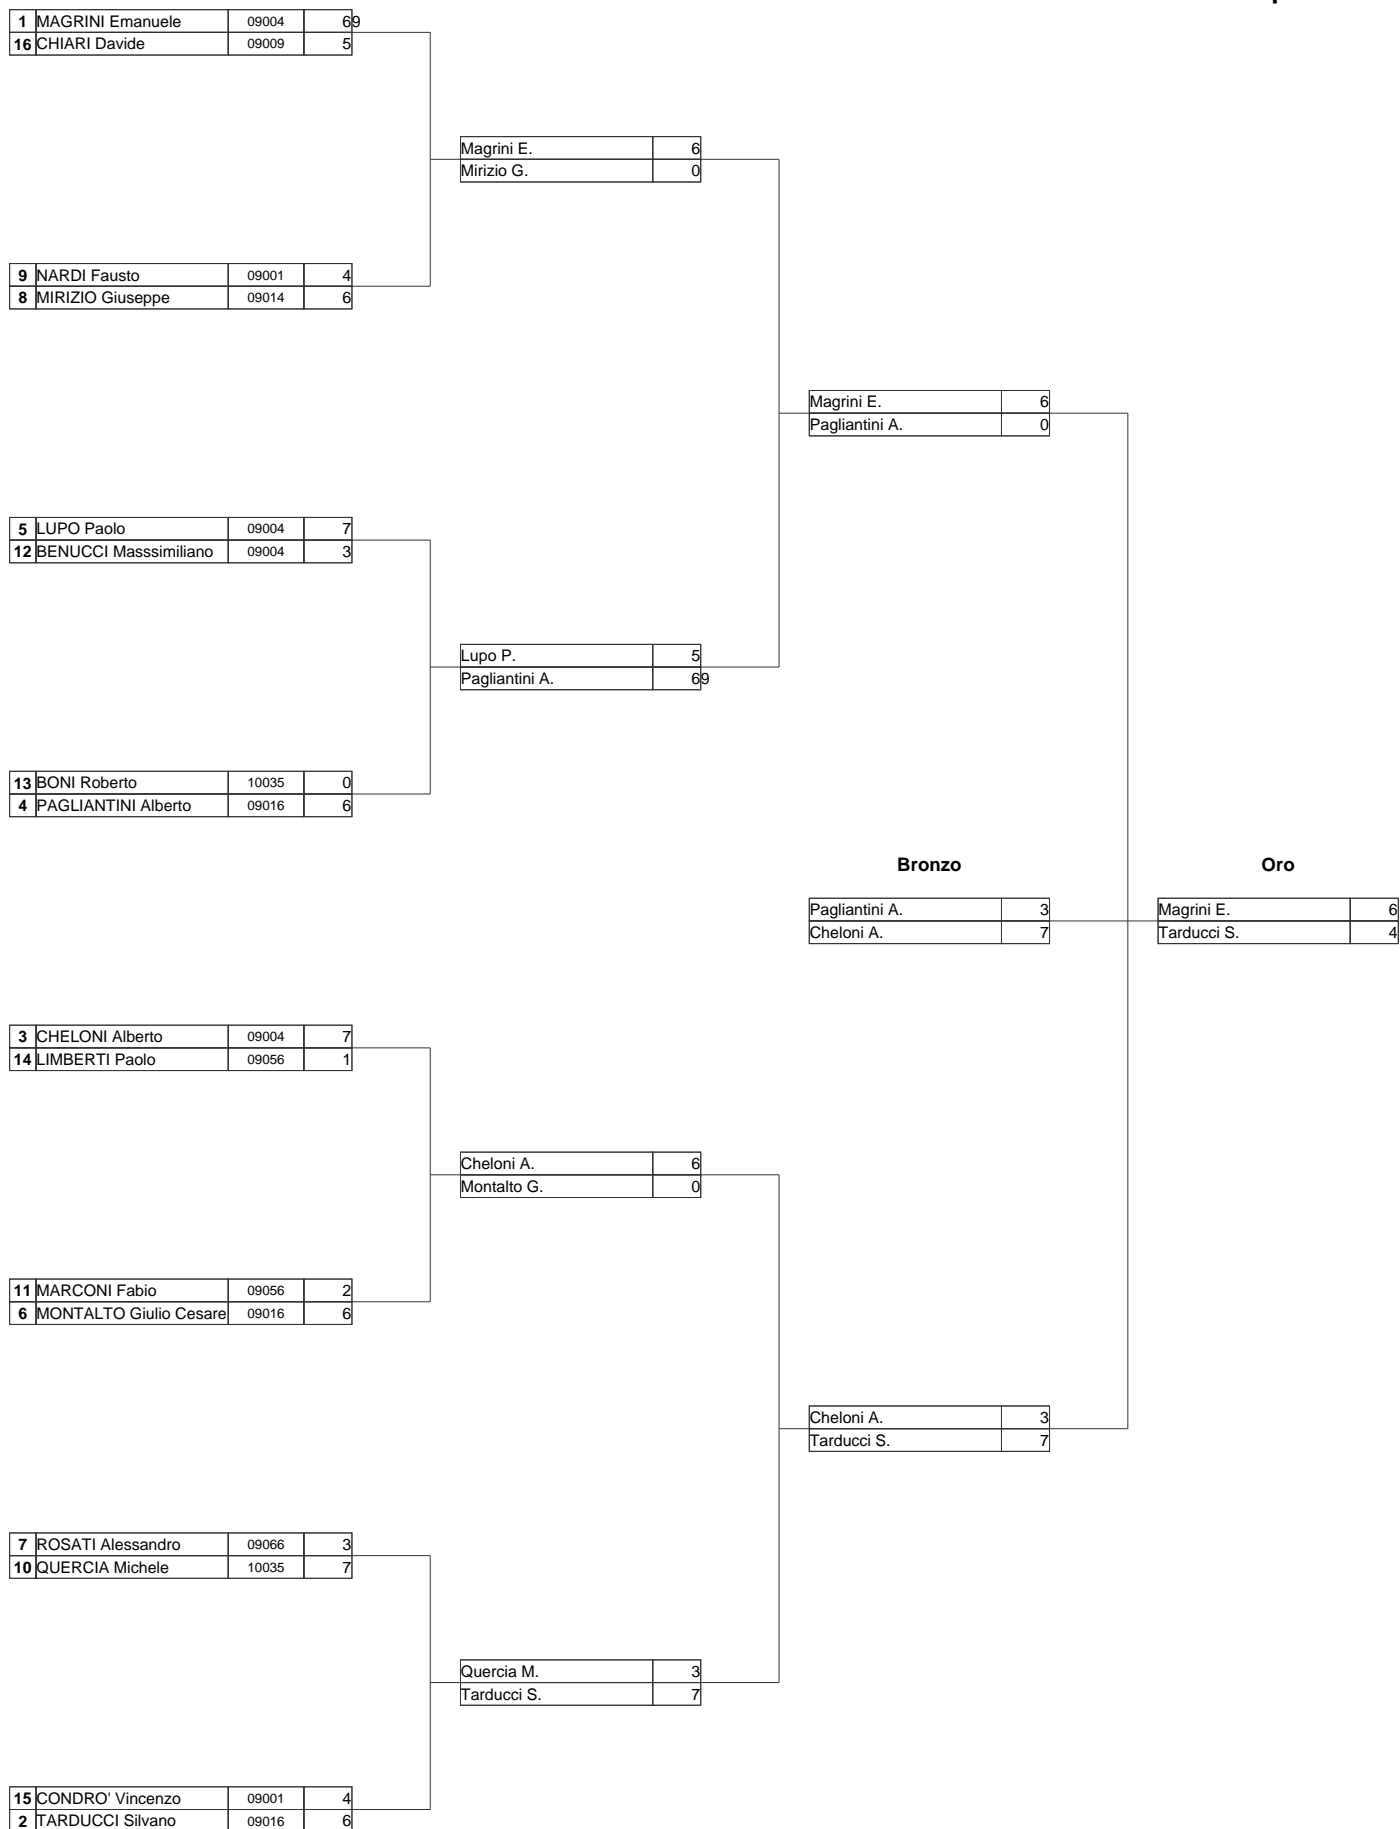 1 MAGRINI Emanuele 09004 69
16 CHIARI Davide 09009 5
Magrini E. 6
Mirizio G. 0
9 NARDI Fausto 09001 4
8 MIRIZIO Giuseppe 09014 6
Magrini E. 6
Pagliantini A. 0
5 LUPO Paolo 09004 7
12 BENUCCI Masssimiliano 09004 3
Lupo P. 5
Pagliantini A. 69
13 BONI Roberto 10035 0
4 PAGLIANTINI Alberto 09016 6
Bronzo Oro
Pagliantini A. 3 Magrini E. 6
Cheloni A. 7 Tarducci S. 4
3 CHELONI Alberto 09004 7
14 LIMBERTI Paolo 09056 1
Cheloni A. 6
Montalto G. 0
11 MARCONI Fabio 09056 2
6 MONTALTO Giulio Cesare 09016 6
Cheloni A. 3
Tarducci S. 7
7 ROSATI Alessandro 09066 3
10 QUERCIA Michele 10035 7
Quercia M. 3
Tarducci S. 7
15 CONDRO' Vincenzo 09001 4
2 TARDUCCI Silvano 09016 6